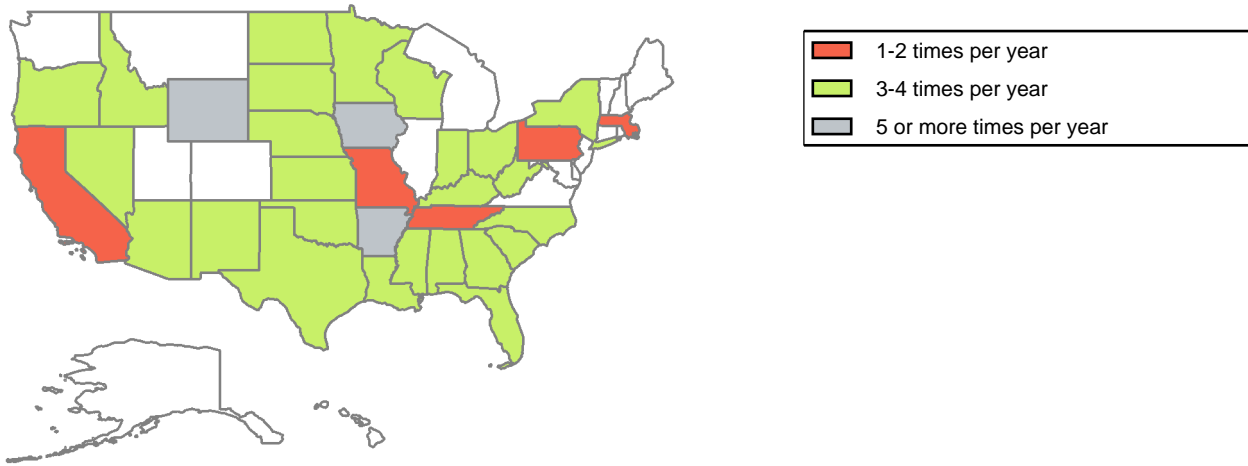 1-2 times per year
3-4 times per year
5 or more times per year